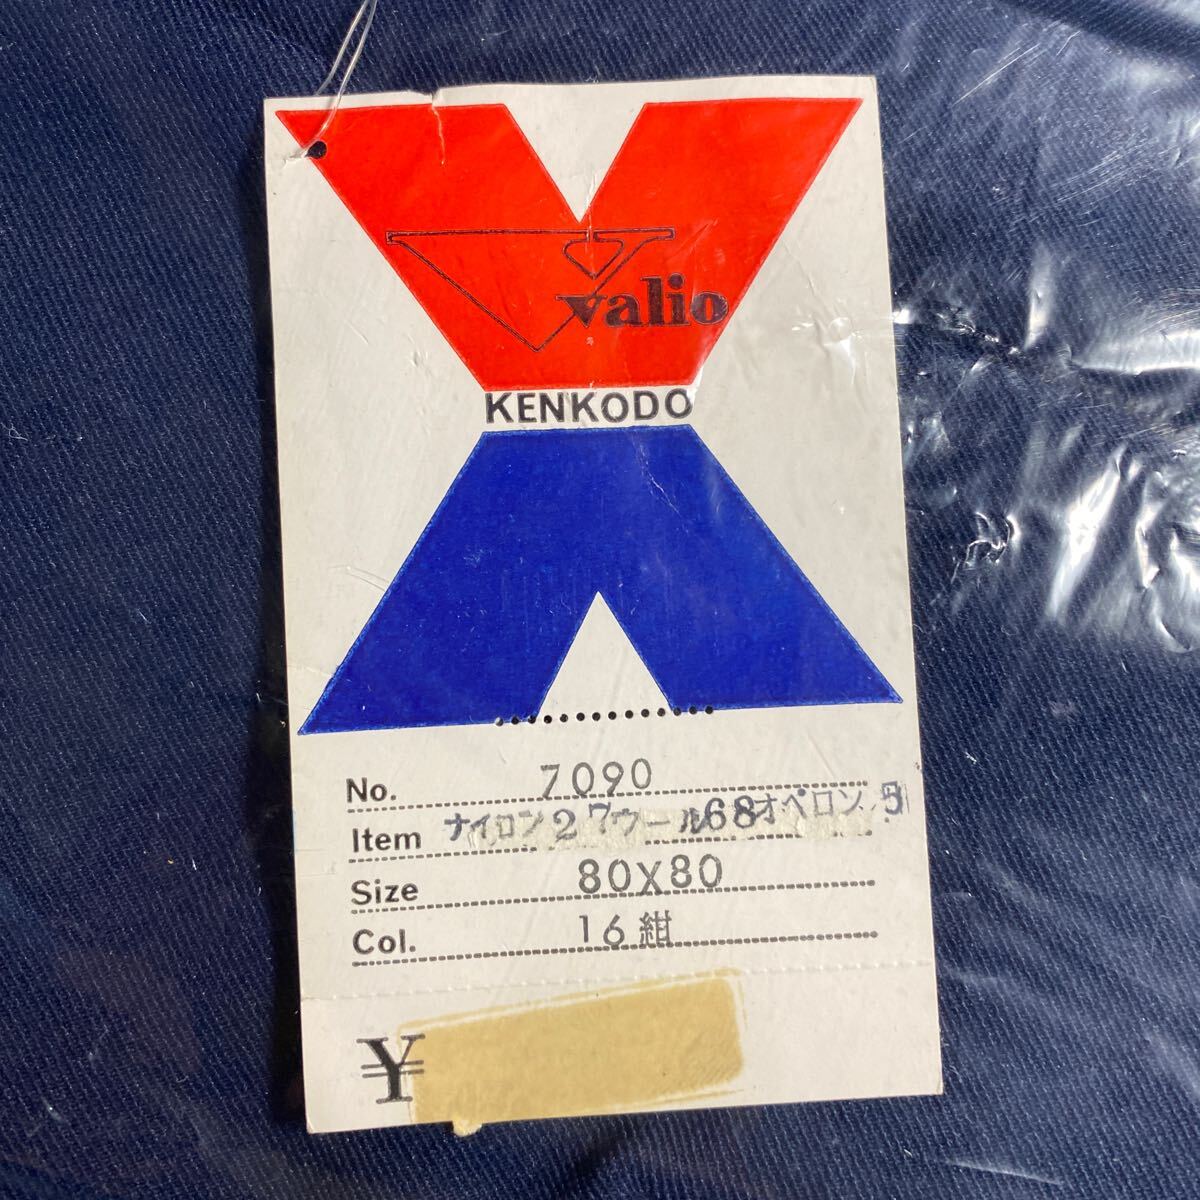 Valio
KENKODO
No. 7090
Item ナイロン27ウール68オペロン5
Size 80X80
Col. 16紺
¥